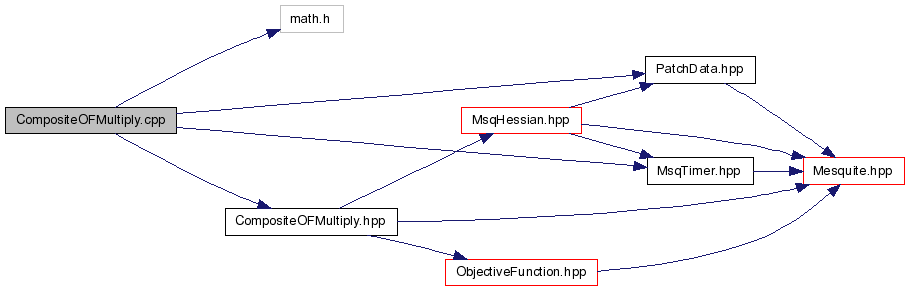 math.h
PatchData.hpp
CompositeOFMultiply.cpp
MsqHessian.hpp
MsqTimer.hpp
Mesquite.hpp
CompositeOFMultiply.hpp
ObjectiveFunction.hpp